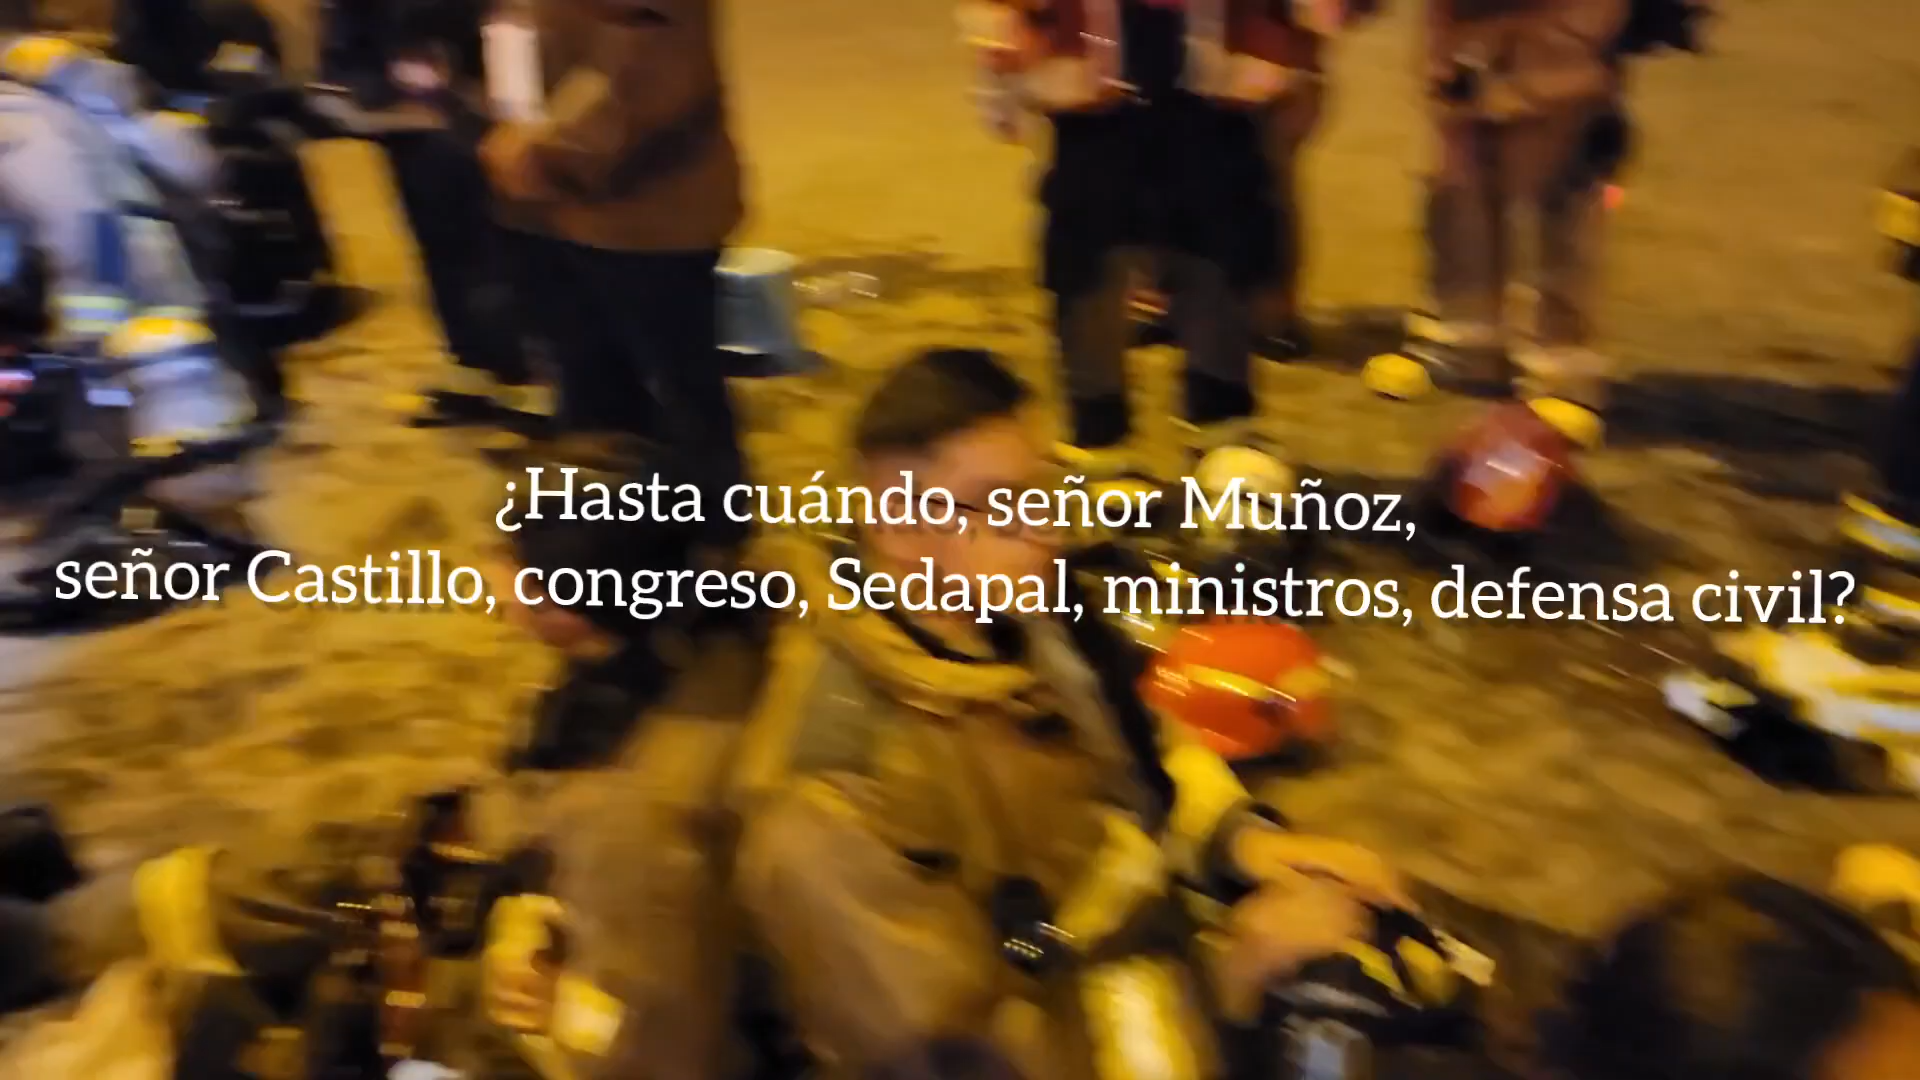 ¿Hasta cuándo, señor Muñoz,
señor Castillo, congreso, Sedapal, ministros, defensa civil?